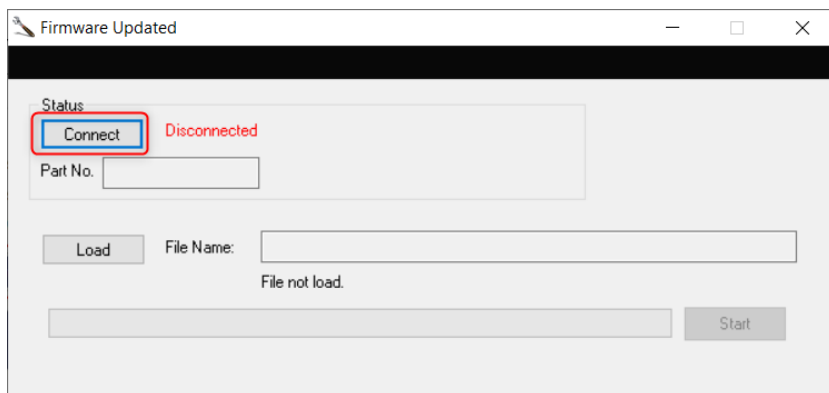 Firmware Updated
Status
Connect Disconnected
Part No.
Load File Name:
File not load.
Start